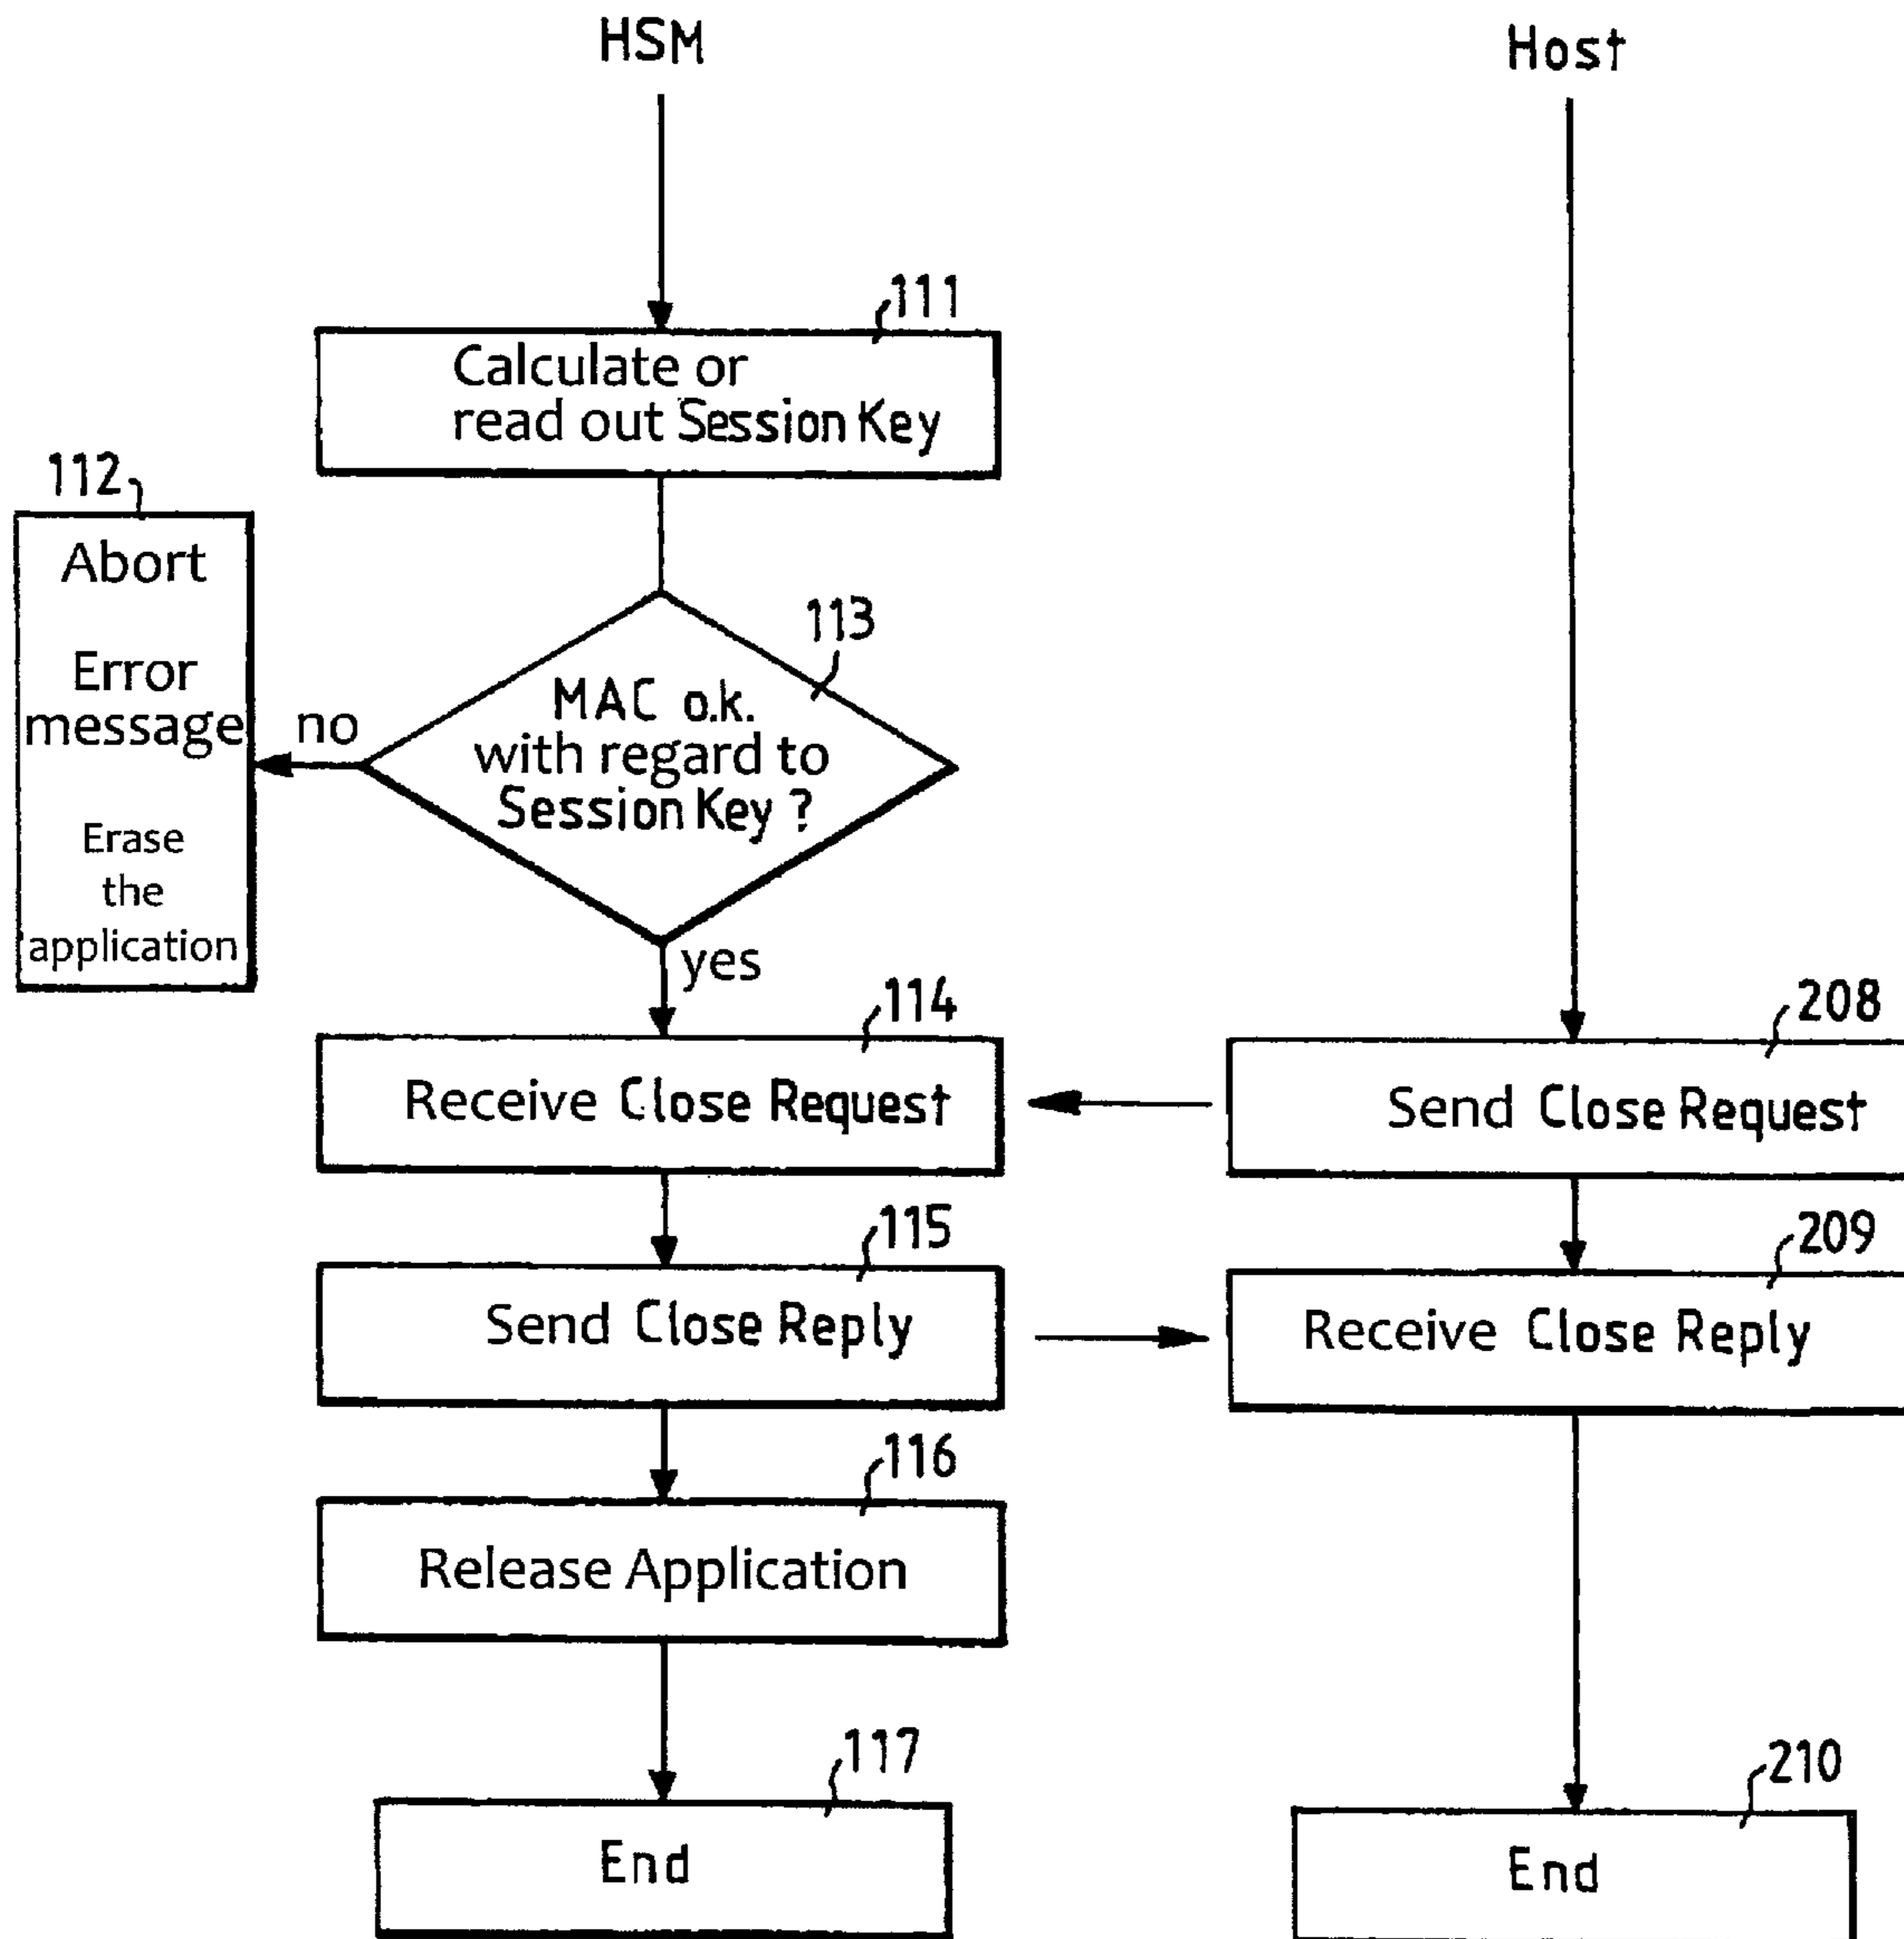 HSM
Host
111
Calculate or
read out Session Key
112
Abort
Error
message
Erase
the
application
no
113
MAC o.k.
with regard to
Session Key ?
yes
114
Receive Close Request
208
Send Close Request
115
Send Close Reply
209
Receive Close Reply
116
Release Application
117
End
210
End